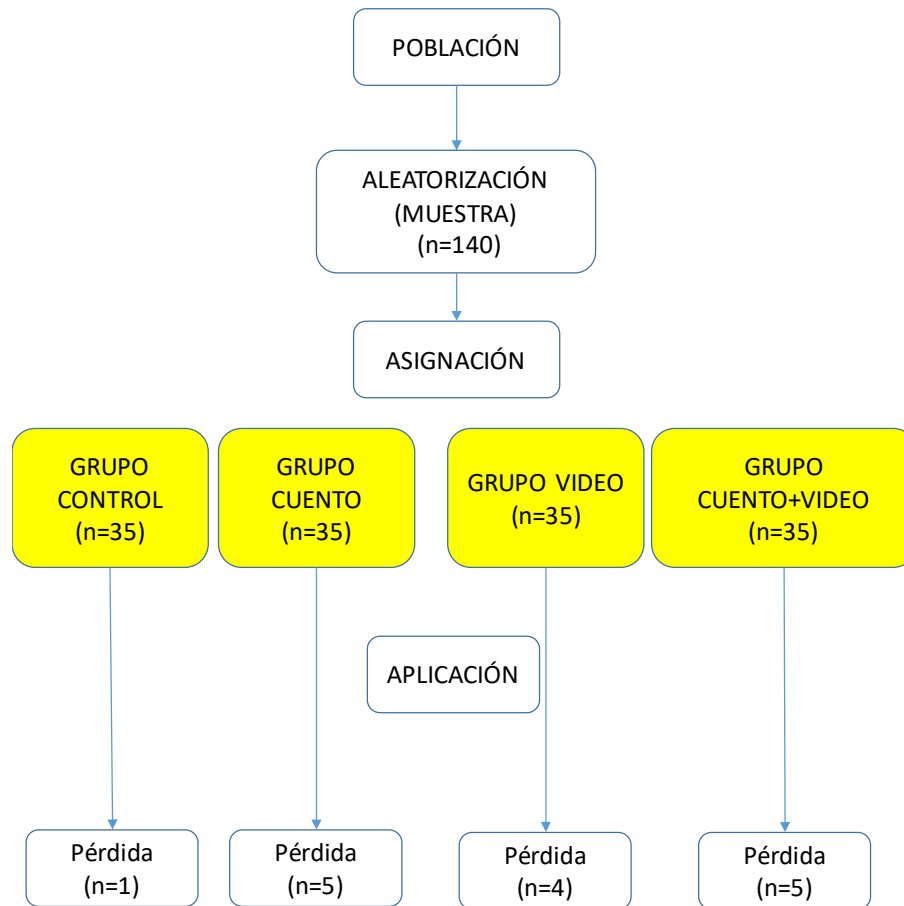 POBLACIÓN
ALEATORIZACIÓN
(MUESTRA)
(n=140)
ASIGNACIÓN
GRUPO
CONTROL
(n=35)
GRUPO
CUENTO
(n=35)
GRUPO VIDEO
(n=35)
GRUPO
CUENTO+VIDEO
(n=35)
APLICACIÓN
Pérdida
(n=1)
Pérdida
(n=5)
Pérdida
(n=4)
Pérdida
(n=5)